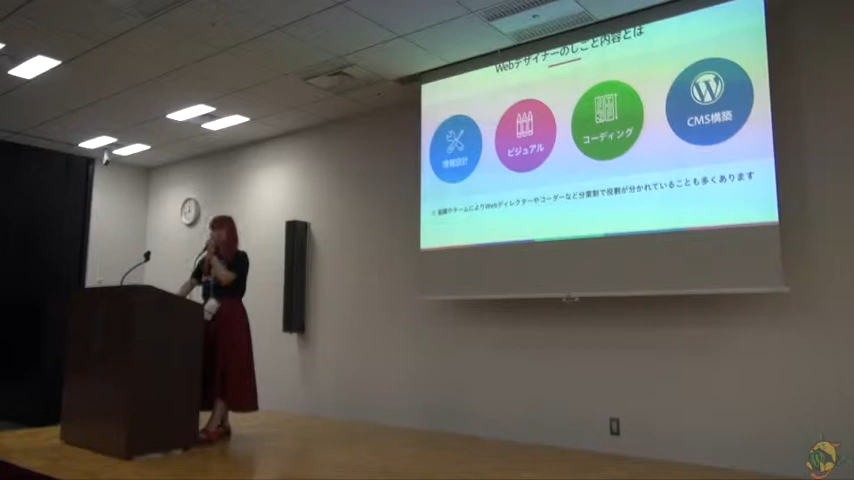 Webデザイナーのしごと内容とは
情報設計
ビジュアル
コーディング
CMS構築
※ 組織やチームによりWebディレクターやコーダーなど分業制で役割が分かれていることも多くあります